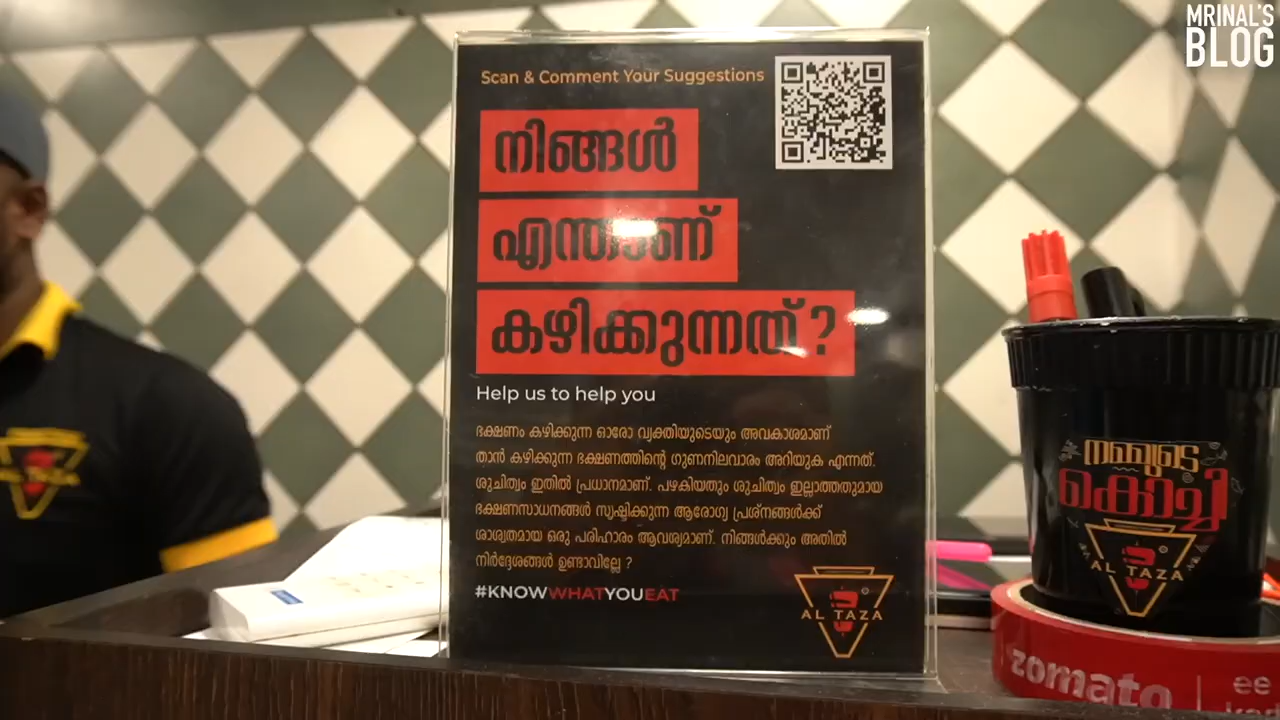 MRINAL'S
BLOG
Scan & Comment Your Suggestions
നിങ്ങൾ
എന്താണ്
കഴിക്കുന്നത്?
Help us to help you
ഭക്ഷണം കഴിക്കുന്ന ഓരോ വ്യക്തിയുടെയും അവകാശമാണ്
താൻ കഴിക്കുന്ന ഭക്ഷണത്തിന്റെ ഗുണനിലവാരം അറിയുക എന്നത്.
ശുചിത്വം ഇതിൽ പ്രധാനമാണ്. പഴകിയതും ശുചിത്വം ഇല്ലാത്തതുമായ
ഭക്ഷണസാധനങ്ങൾ സൃഷ്ടിക്കുന്ന ആരോഗ്യ പ്രശ്നങ്ങൾക്ക്
ശാശ്വതമായ ഒരു പരിഹാരം ആവശ്യമാണ്. നിങ്ങൾക്കും അതിൽ
നിർദ്ദേശങ്ങൾ ഉണ്ടാവില്ലേ ?
#KNOWWHATYOUEAT
AL TAZA
AL TAZA
നമ്മുടെ
കൊച്ചി
AL TAZA
zomato
ee